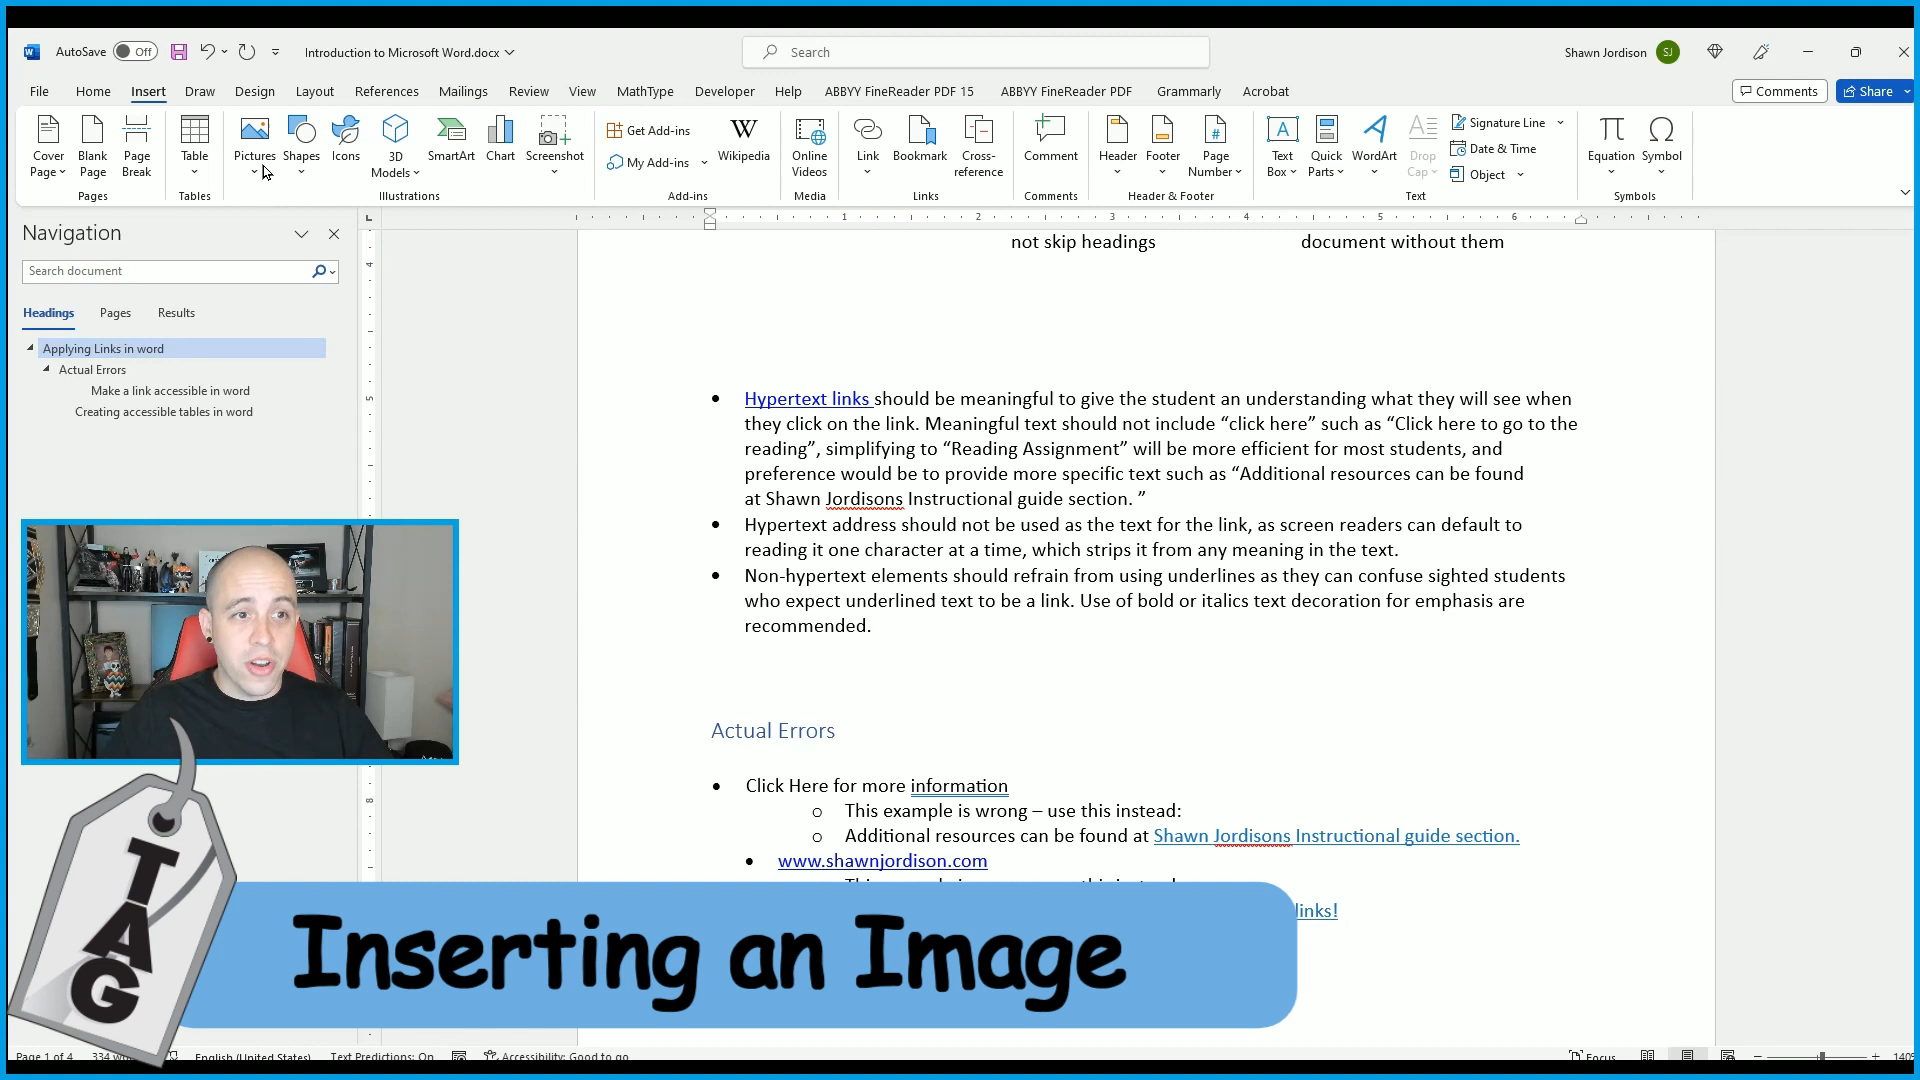 AutoSave Off Introduction to Microsoft Word.docx Search Shawn Jordison SJ
File Home Insert Draw Design Layout References Mailings Review View MathType Developer Help ABBYY FineReader PDF 15 ABBYY FineReader PDF Grammarly Acrobat Comments Share
Cover Page
Blank Page
Page Break
Table
Pictures
Shapes
Icons
3D Models
SmartArt
Chart
Screenshot
Get Add-ins
My Add-ins
Wikipedia
Online Videos
Link
Bookmark
Cross-reference
Comment
Header
Footer
Page Number
Text Box
Quick Parts
WordArt
Drop Cap
Signature Line
Date & Time
Object
Equation
Symbol
Pages Tables Illustrations Add-ins Media Links Comments Header & Footer Text Symbols
1 2 3 4 5 6
Navigation
Search document
Headings Pages Results
Applying Links in word
Actual Errors
Make a link accessible in word
Creating accessible tables in word
not skip headings document without them
• Hypertext links should be meaningful to give the student an understanding what they will see when
they click on the link. Meaningful text should not include “click here” such as “Click here to go to the
reading”, simplifying to “Reading Assignment” will be more efficient for most students, and
preference would be to provide more specific text such as “Additional resources can be found
at Shawn Jordisons Instructional guide section. ”
• Hypertext address should not be used as the text for the link, as screen readers can default to
reading it one character at a time, which strips it from any meaning in the text.
• Non-hypertext elements should refrain from using underlines as they can confuse sighted students
who expect underlined text to be a link. Use of bold or italics text decoration for emphasis are
recommended.
Actual Errors
• Click Here for more information
o This example is wrong – use this instead:
o Additional resources can be found at Shawn Jordisons Instructional guide section.
• www.shawnjordison.com
links!
TAG
Inserting an Image
Page 1 of 4 334 English (United States) Text Predictions: On Accessibility: Good to go Focus 140%